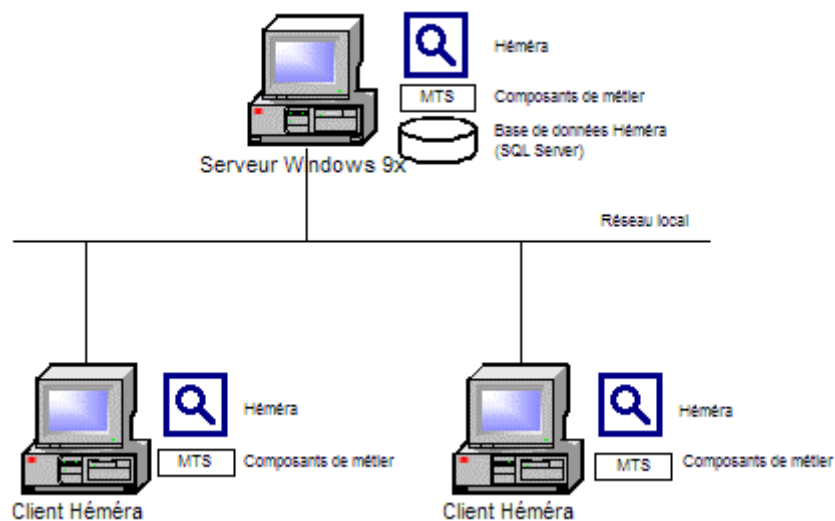 Héméra
MTS
Composants de métier
Base de données Héméra
(SQL Server)
Serveur Windows 9x
Réseau local
Héméra
MTS
Composants de métier
Client Héméra
Héméra
MTS
Composants de métier
Client Héméra